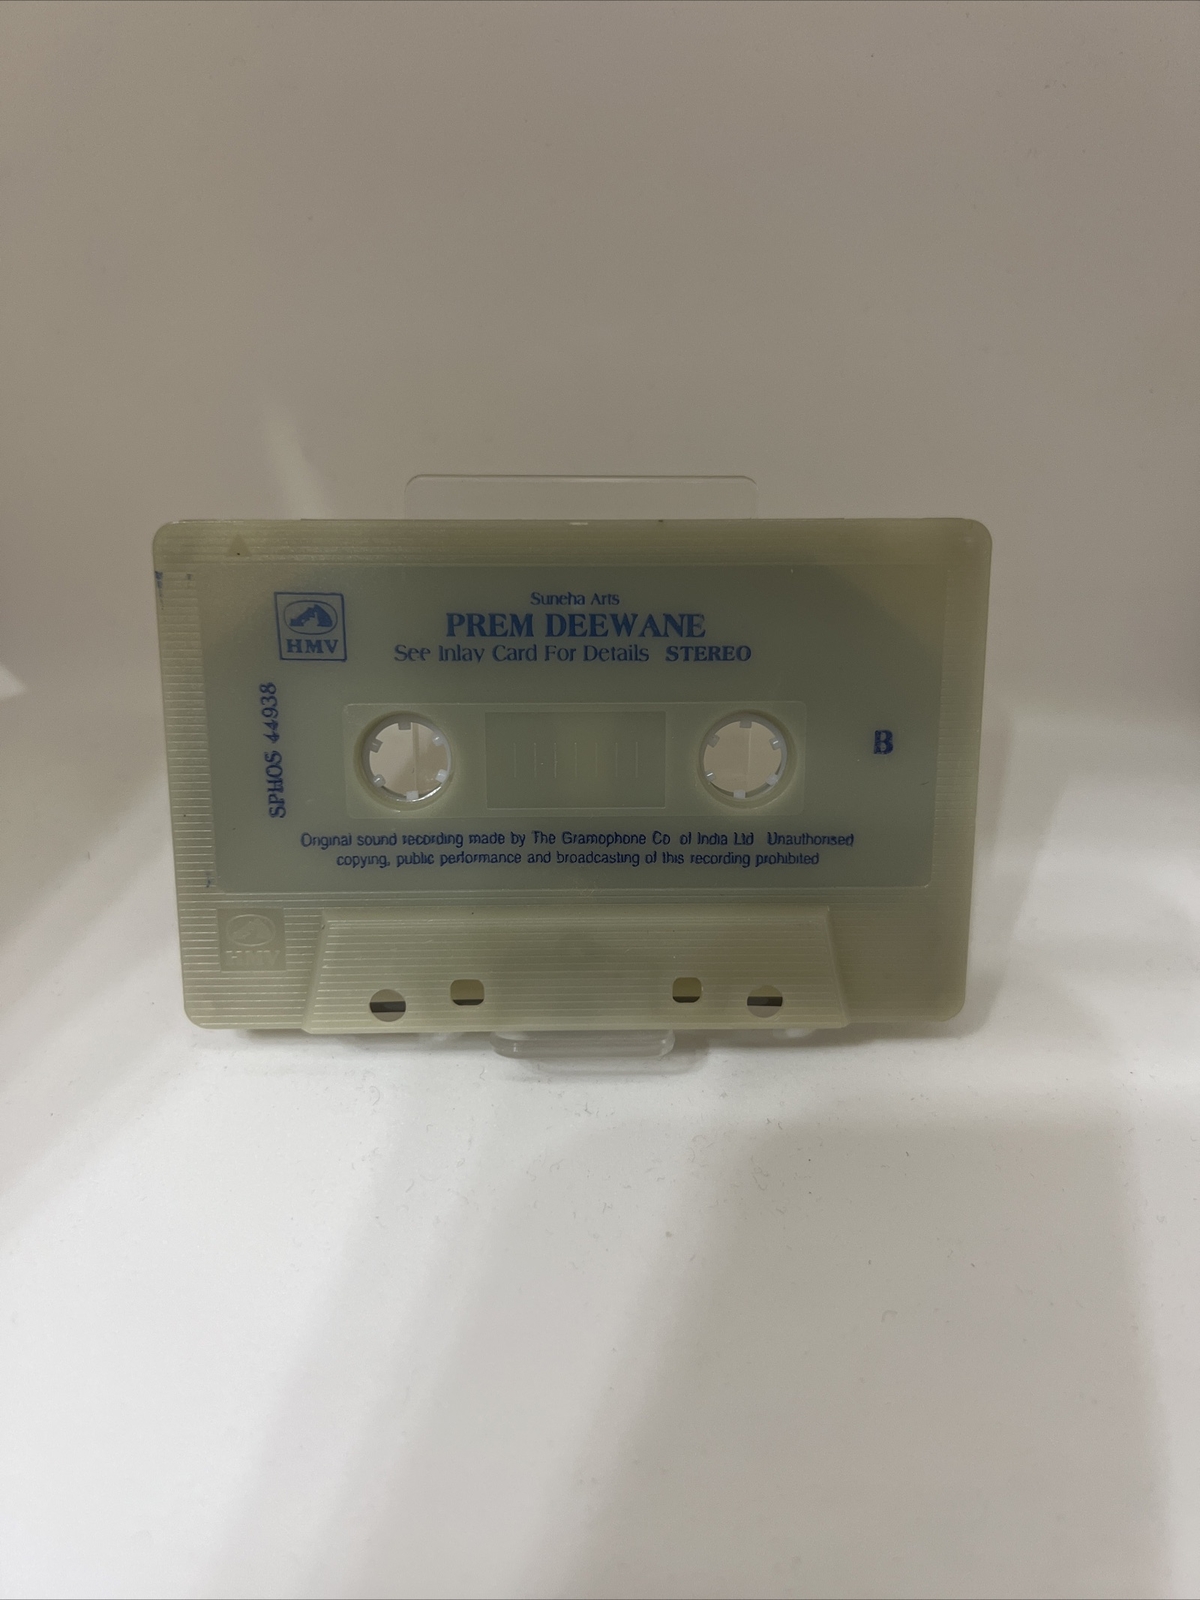 Suneha Arts
PREM DEEWANE
See Inlay Card For Details STEREO
HMV
SPHOS 44938
B
Original sound recording made by The Gramophone Co of India Ltd Unauthorised
copying, public performance and broadcasting of this recording prohibited
HMV